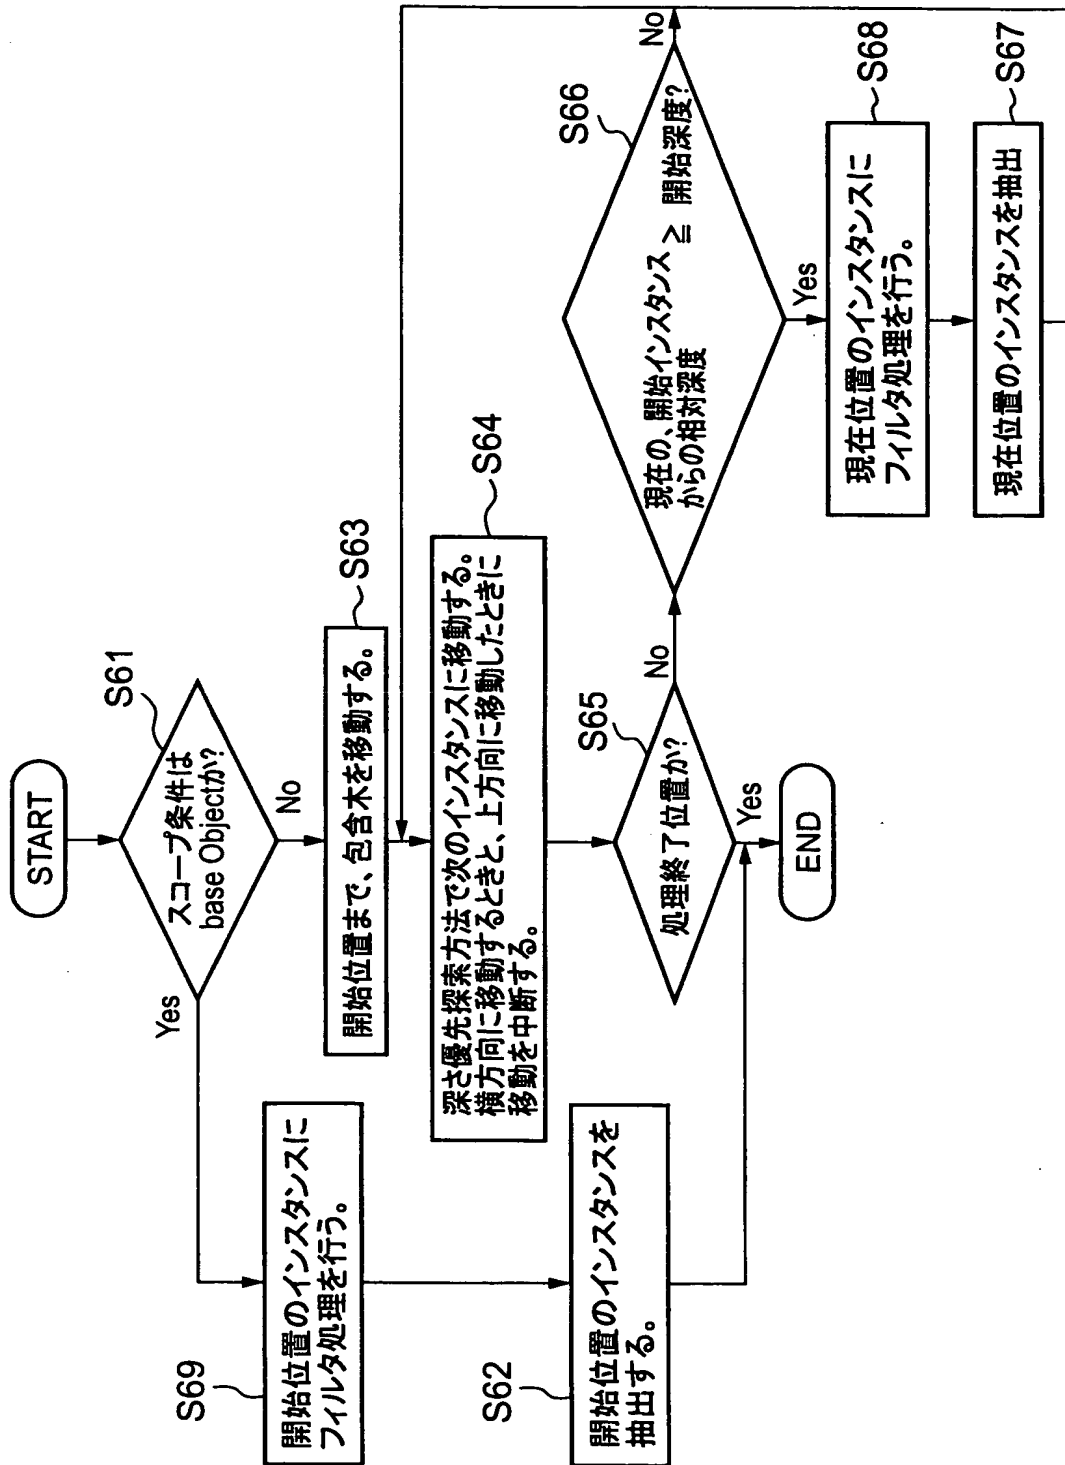 START
S61
スコープ条件は
base Objectか?
Yes
No
S69
開始位置のインスタンスに
フィルタ処理を行う。
S62
開始位置のインスタンスを
抽出する。
S63
開始位置まで、包含木を移動する。
S64
深さ優先探索方法で次のインスタンスに移動する。
横方向に移動するときと、上方向に移動したときに
移動を中断する。
S65
処理終了位置か?
No
Yes
END
S66
現在の、開始インスタンス
からの相対深度
≧ 開始深度?
No
Yes
S68
現在位置のインスタンスに
フィルタ処理を行う。
S67
現在位置のインスタンスを抽出